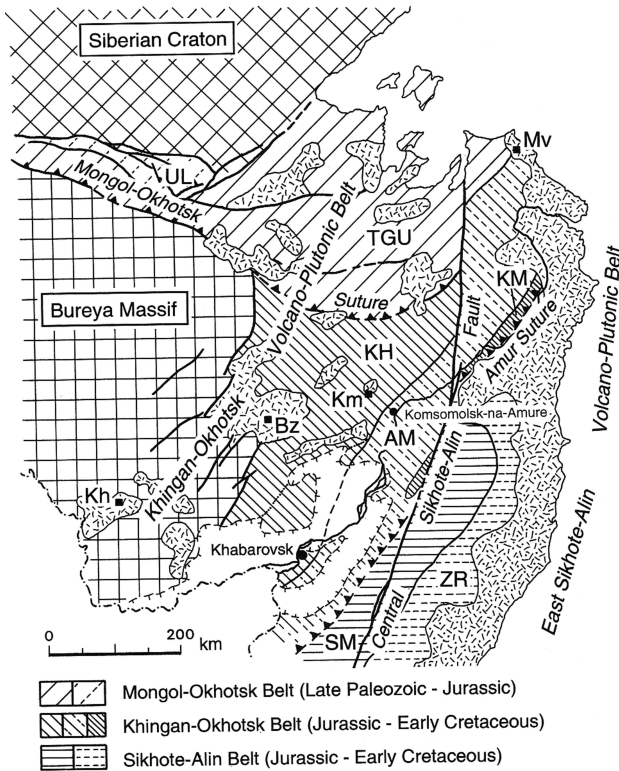 Siberian Craton
Mv
UL
Mongol-Okhotsk
TGU
Volcano-Plutonic Belt
KM
Bureya Massif
Suture
Fault
Amur Suture
Volcano-Plutonic Belt
KH
Km
Komsomolsk-na-Amure
Bz
AM
Khingan-Okhotsk
Sikhote-Alin
Kh
Khabarovsk
East Sikhote-Alin
ZR
Central
SM
0 200
km
Mongol-Okhotsk Belt (Late Paleozoic - Jurassic)
Khingan-Okhotsk Belt (Jurassic - Early Cretaceous)
Sikhote-Alin Belt (Jurassic - Early Cretaceous)